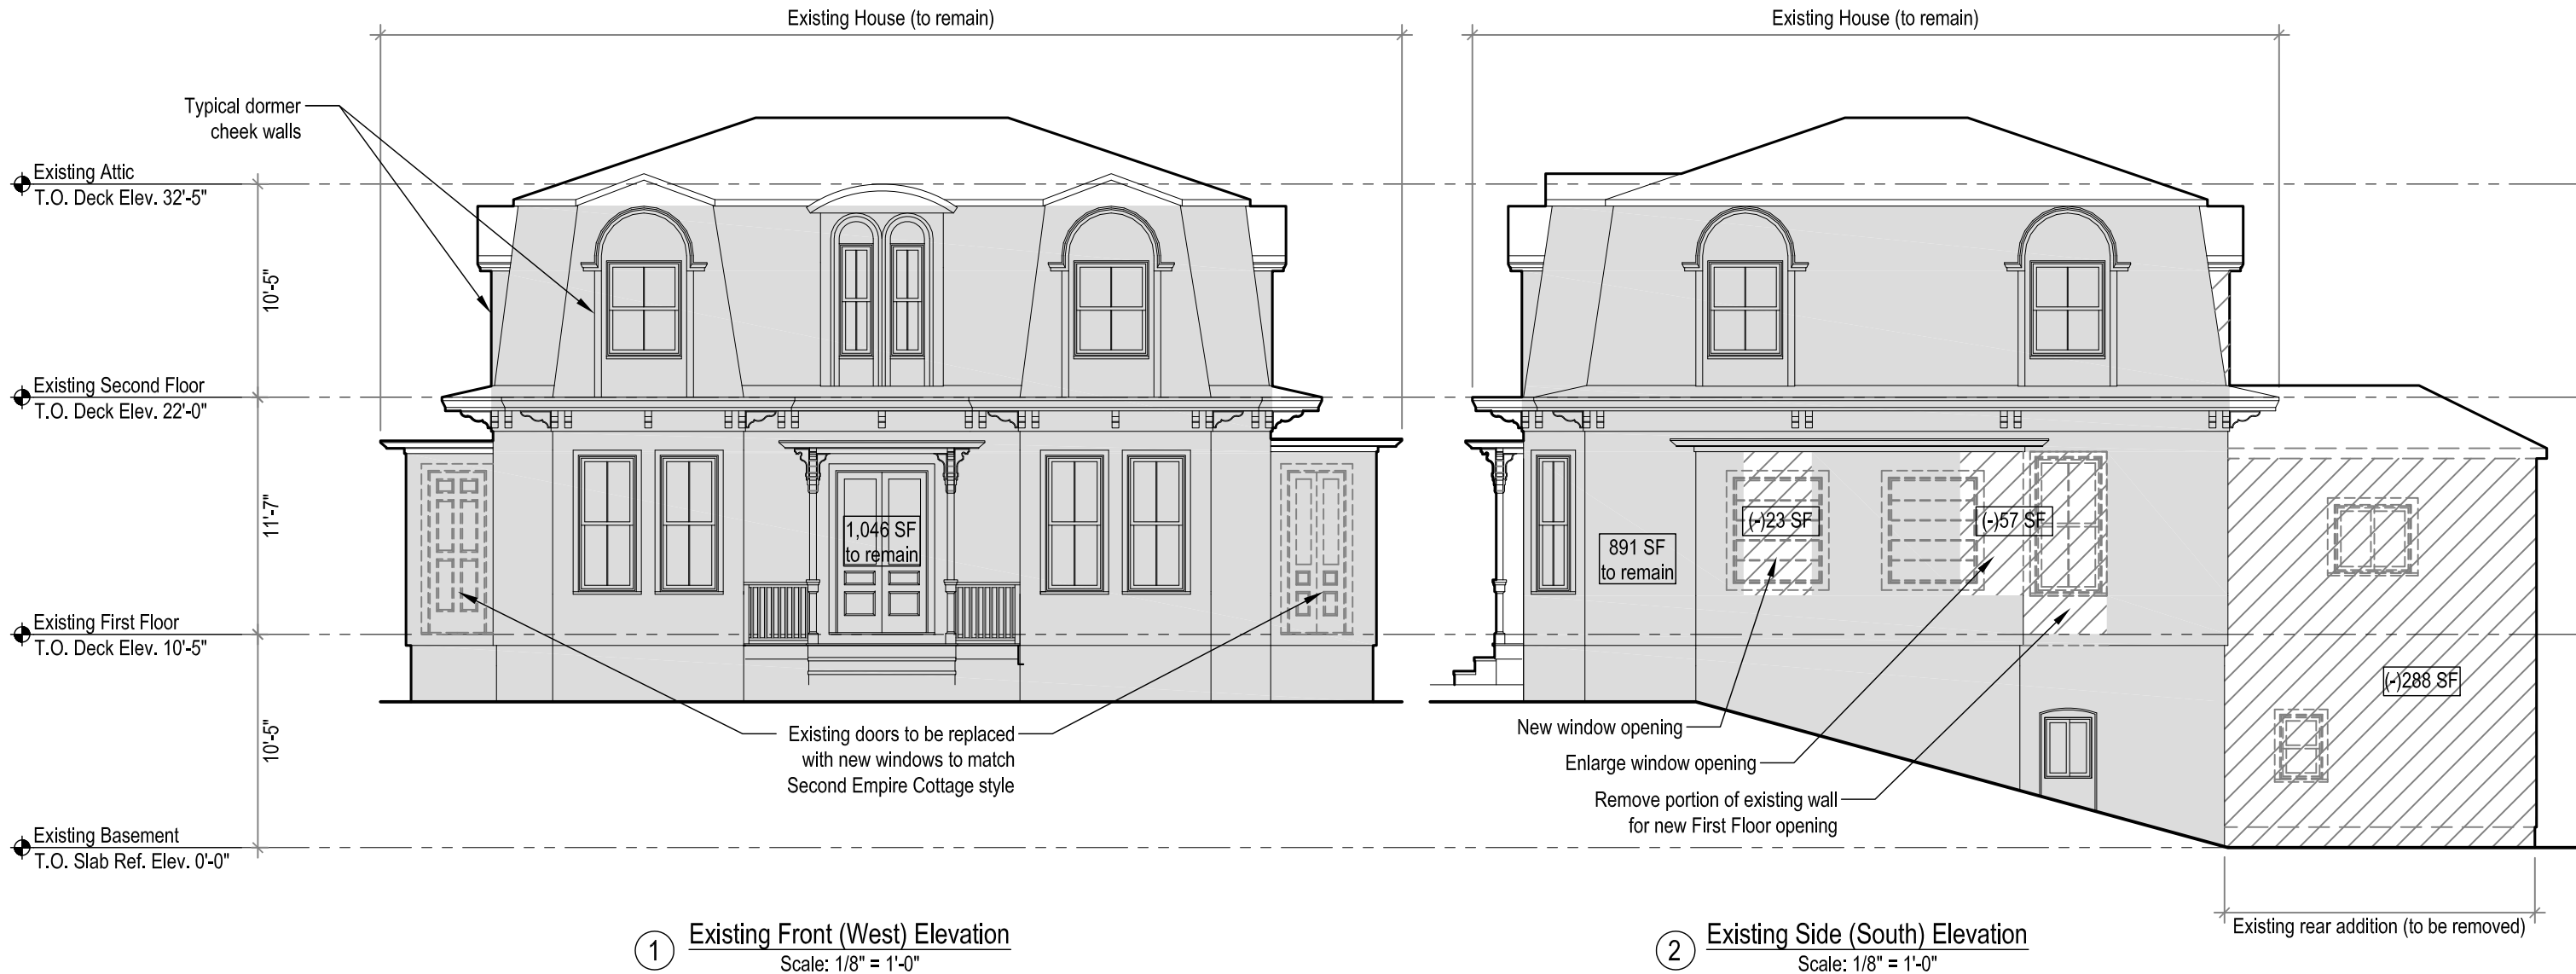 Existing House (to remain)
Existing House (to remain)
Typical dormer
cheek walls
Existing Attic
T.O. Deck Elev. 32'-5"
10'-5"
Existing Second Floor
T.O. Deck Elev. 22'-0"
11'-7"
1,046 SF
to remain
(-)23 SF
(-)57 SF
891 SF
to remain
Existing First Floor
T.O. Deck Elev. 10'-5"
(-)288 SF
10'-5"
Existing doors to be replaced
with new windows to match
Second Empire Cottage style
New window opening
Enlarge window opening
Remove portion of existing wall
for new First Floor opening
Existing Basement
T.O. Slab Ref. Elev. 0'-0"
Existing rear addition (to be removed)
1
Existing Front (West) Elevation
Scale: 1/8" = 1'-0"
2
Existing Side (South) Elevation
Scale: 1/8" = 1'-0"